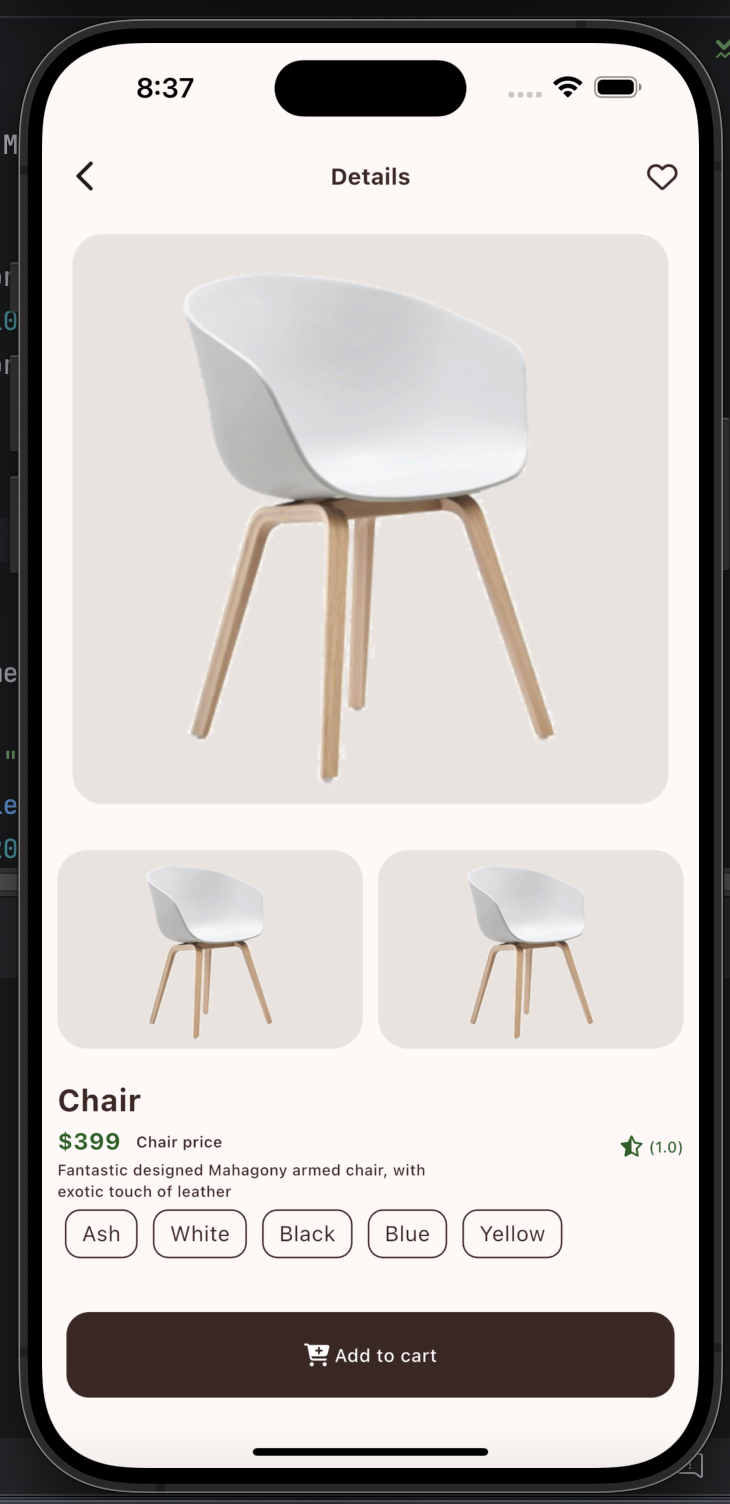 8:37
Details
Chair
$399 Chair price
(1.0)
Fantastic designed Mahagony armed chair, with
exotic touch of leather
Ash White Black Blue Yellow
Add to cart